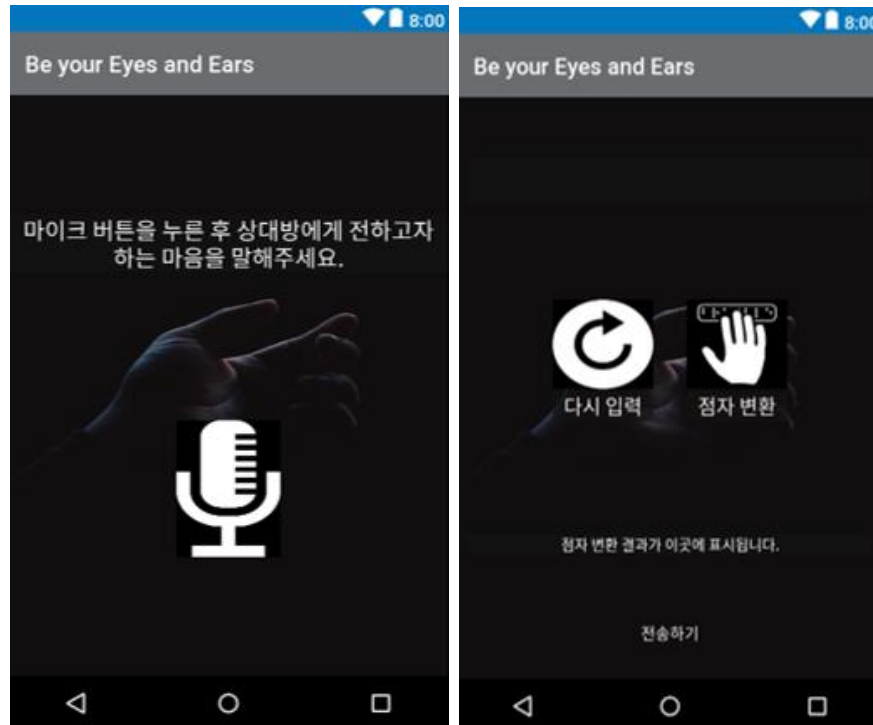 8:00
Be your Eyes and Ears
마이크 버튼을 누른 후 상대방에게 전하고자
하는 마음을 말해주세요.
8:00
Be your Eyes and Ears
다시 입력
점자 변환
점자 변환 결과가 이곳에 표시됩니다.
전송하기